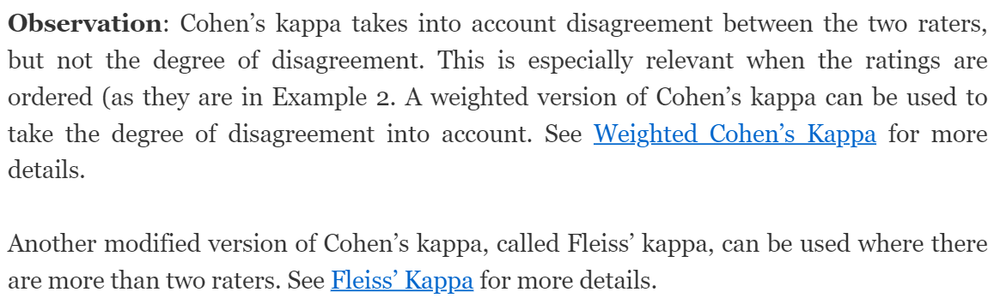 Observation: Cohen’s kappa takes into account disagreement between the two raters,
but not the degree of disagreement. This is especially relevant when the ratings are
ordered (as they are in Example 2. A weighted version of Cohen’s kappa can be used to
take the degree of disagreement into account. See Weighted Cohen’s Kappa for more
details.
Another modified version of Cohen’s kappa, called Fleiss’ kappa, can be used where there
are more than two raters. See Fleiss’ Kappa for more details.